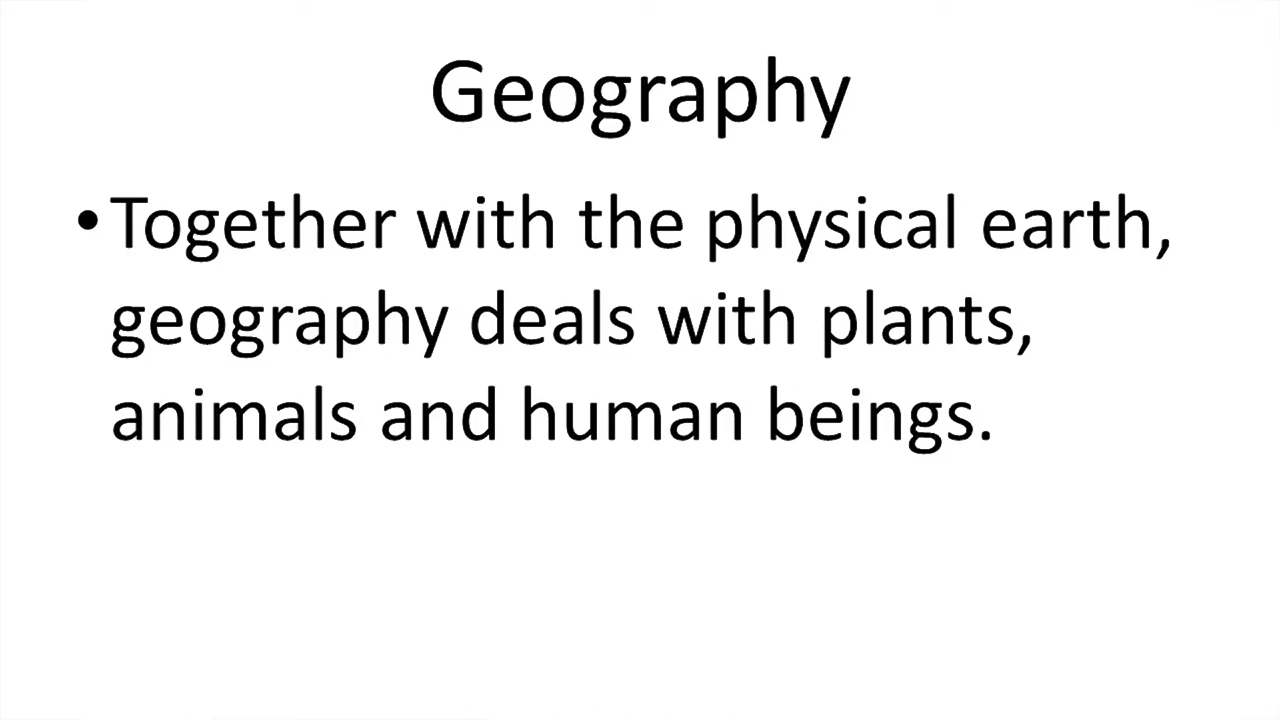 Geography
• Together with the physical earth,
geography deals with plants,
animals and human beings.